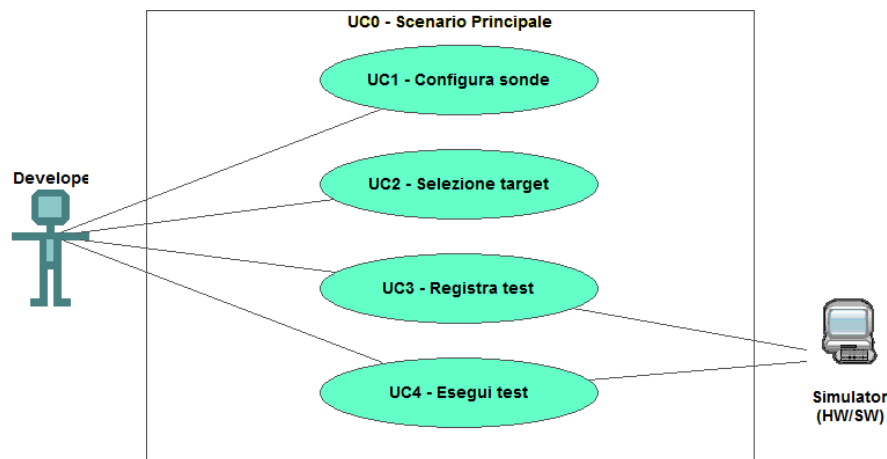 UC0 - Scenario Principale
UC1 - Configura sonde
Develope
UC2 - Selezione target
UC3 - Registra test
UC4 - Esegui test
Simulator
(HW/SW)